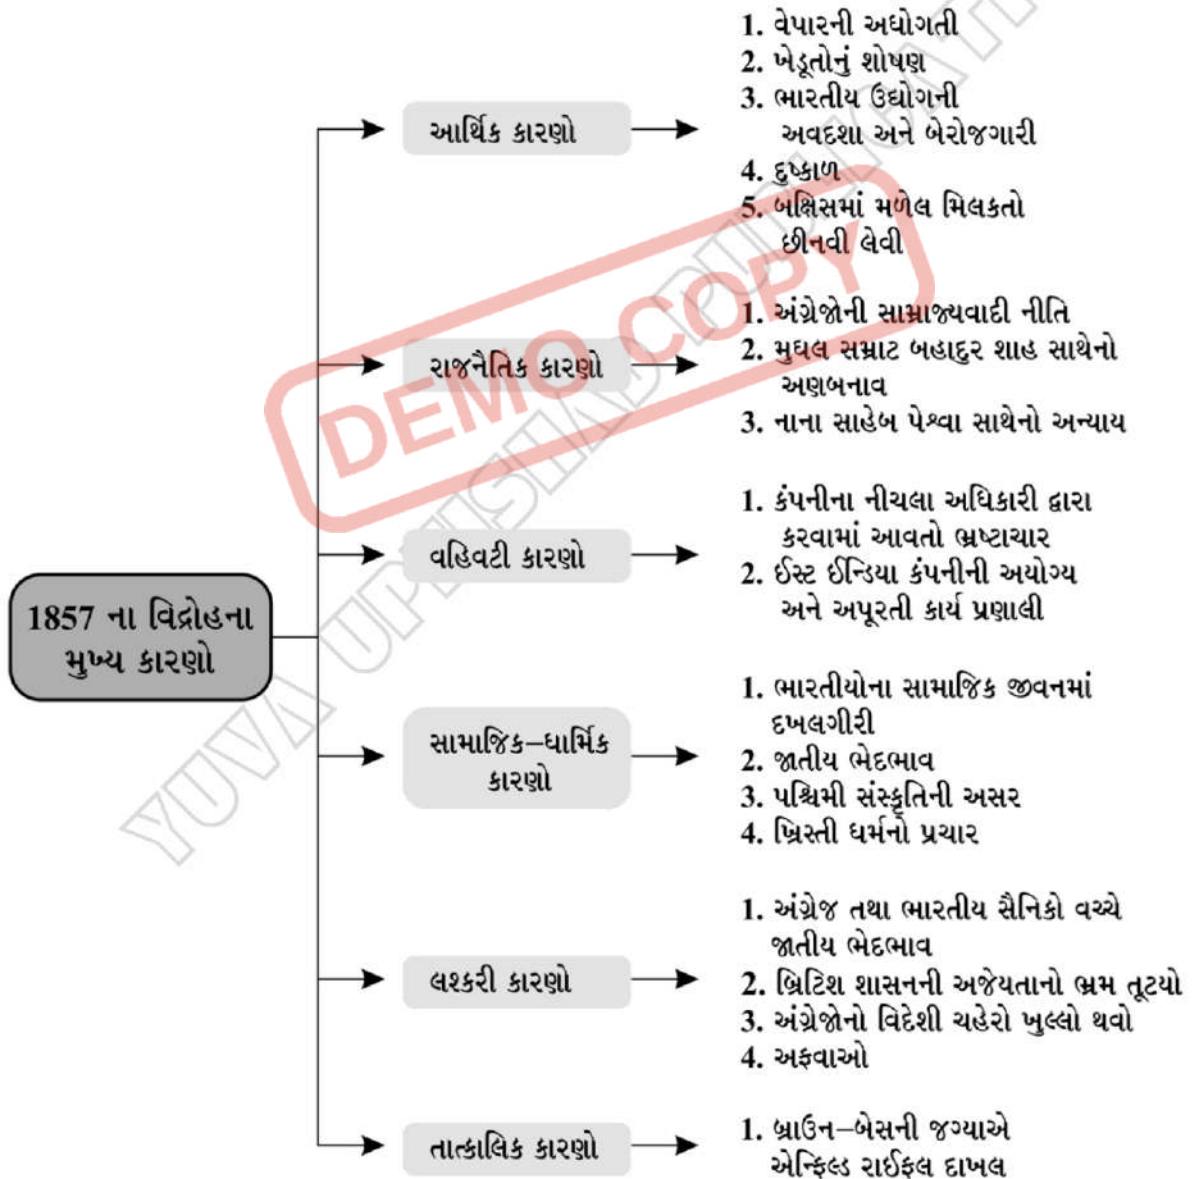 1857 ના વિદ્રોહના
મુખ્ય કારણો
આર્થિક કારણો
1. વેપારની અધોગતી
2. ખેડૂતોનું શોષણ
3. ભારતીય ઉદ્યોગની
અવદશા અને બેરોજગારી
4. દુષ્કાળ
5. બક્ષિસમાં મળેલ મિલકતો
છીનવી લેવી
રાજનૈતિક કારણો
1. અંગ્રેજોની સામ્રાજ્યવાદી નીતિ
2. મુઘલ સમ્રાટ બહાદુર શાહ સાથેનો
અણબનાવ
3. નાના સાહેબ પેશ્વા સાથેનો અન્યાય
વહિવટી કારણો
1. કંપનીના નીચલા અધિકારી દ્વારા
કરવામાં આવતો ભ્રષ્ટાચાર
2. ઈસ્ટ ઈન્ડિયા કંપનીની અયોગ્ય
અને અપૂરતી કાર્ય પ્રણાલી
સામાજિક–ધાર્મિક
કારણો
1. ભારતીયોના સામાજિક જીવનમાં
દખલગીરી
2. જાતીય ભેદભાવ
3. પશ્ચિમી સંસ્કૃતિની અસર
4. ખ્રિસ્તી ધર્મનો પ્રચાર
લશ્કરી કારણો
1. અંગ્રેજ તથા ભારતીય સૈનિકો વચ્ચે
જાતીય ભેદભાવ
2. બ્રિટિશ શાસનની અજેયતાનો ભ્રમ તૂટયો
3. અંગ્રેજોનો વિદેશી ચહેરો ખુલ્લો થવો
4. અફવાઓ
તાત્કાલિક કારણો
1. બ્રાઉન–બેસની જગ્યાએ
એન્ફિલ્ડ રાઈફલ દાખલ
DEMO COPY
YUVA UPNISHAD